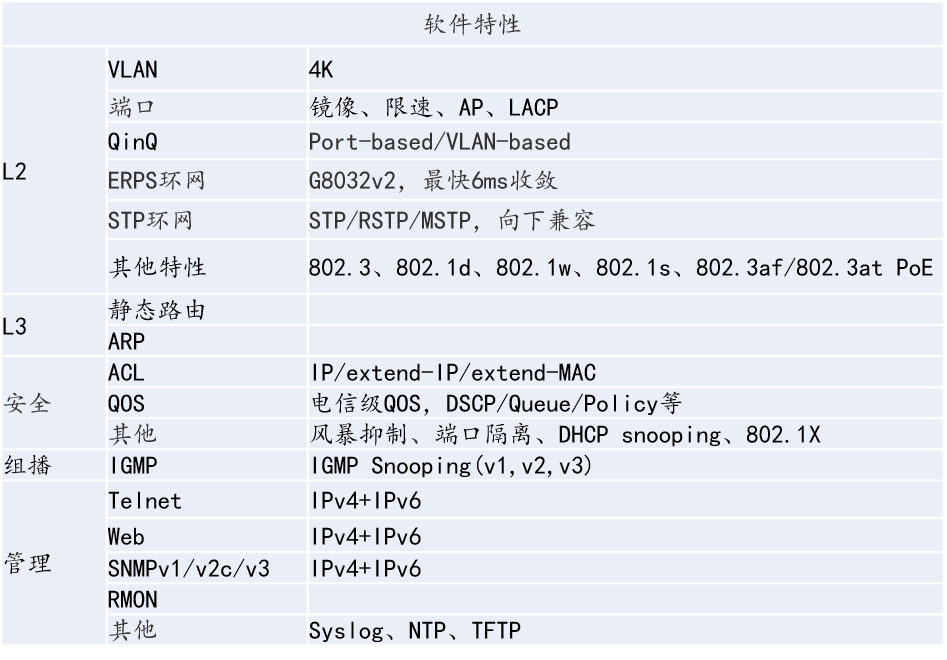 软件特性
L2
VLAN 4K
端口 镜像、限速、AP、LACP
QinQ Port-based/VLAN-based
ERPS环网 G8032v2, 最快6ms收敛
STP环网 STP/RSTP/MSTP, 向下兼容
其他特性 802.3、802.1d、802.1w、802.1s、802.3af/802.3at PoE
L3
静态路由
ARP
安全
ACL IP/extend-IP/extend-MAC
QOS 电信级QOS, DSCP/Queue/Policy等
其他 风暴抑制、端口隔离、DHCP snooping、802.1X
组播 IGMP IGMP Snooping(v1,v2,v3)
管理
Telnet IPv4+IPv6
Web IPv4+IPv6
SNMPv1/v2c/v3 IPv4+IPv6
RMON
其他 Syslog、NTP、TFTP